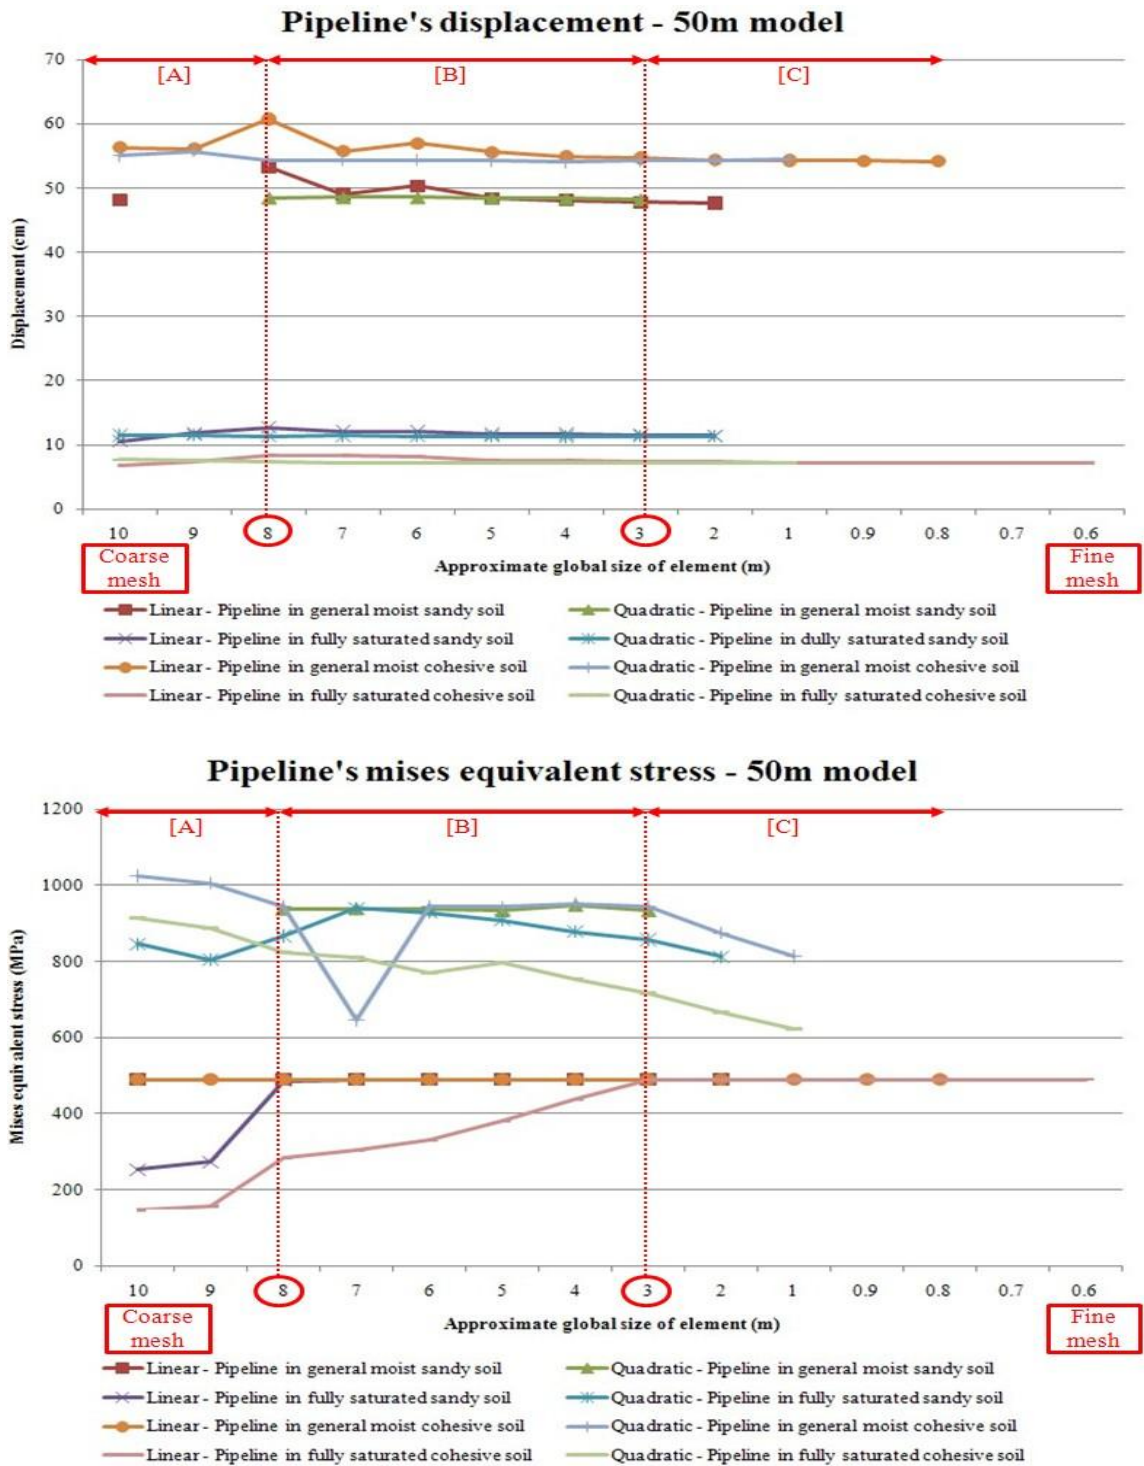 Pipeline's displacement - 50m model
70
60
50
40
30
20
10
0
[A]
[B]
[C]
Displacement (cm)
10 9 8 7 6 5 4 3 2 1 0.9 0.8 0.7 0.6
Coarse
mesh
Approximate global size of element (m)
Fine
mesh
Linear - Pipeline in general moist sandy soil
Quadratic - Pipeline in general moist sandy soil
Linear - Pipeline in fully saturated sandy soil
Quadratic - Pipeline in dully saturated sandy soil
Linear - Pipeline in general moist cohesive soil
Quadratic - Pipeline in general moist cohesive soil
Linear - Pipeline in fully saturated cohesive soil
Quadratic - Pipeline in fully saturated cohesive soil
Pipeline's mises equivalent stress - 50m model
1200
1000
800
600
400
200
0
[A]
[B]
[C]
Mises equivalent stress (MPa)
10 9 8 7 6 5 4 3 2 1 0.9 0.8 0.7 0.6
Coarse
mesh
Approximate global size of element (m)
Fine
mesh
Linear - Pipeline in general moist sandy soil
Quadratic - Pipeline in general moist sandy soil
Linear - Pipeline in fully saturated sandy soil
Quadratic - Pipeline in fully saturated sandy soil
Linear - Pipeline in general moist cohesive soil
Quadratic - Pipeline in general moist cohesive soil
Linear - Pipeline in fully saturated cohesive soil
Quadratic - Pipeline in fully saturated cohesive soil